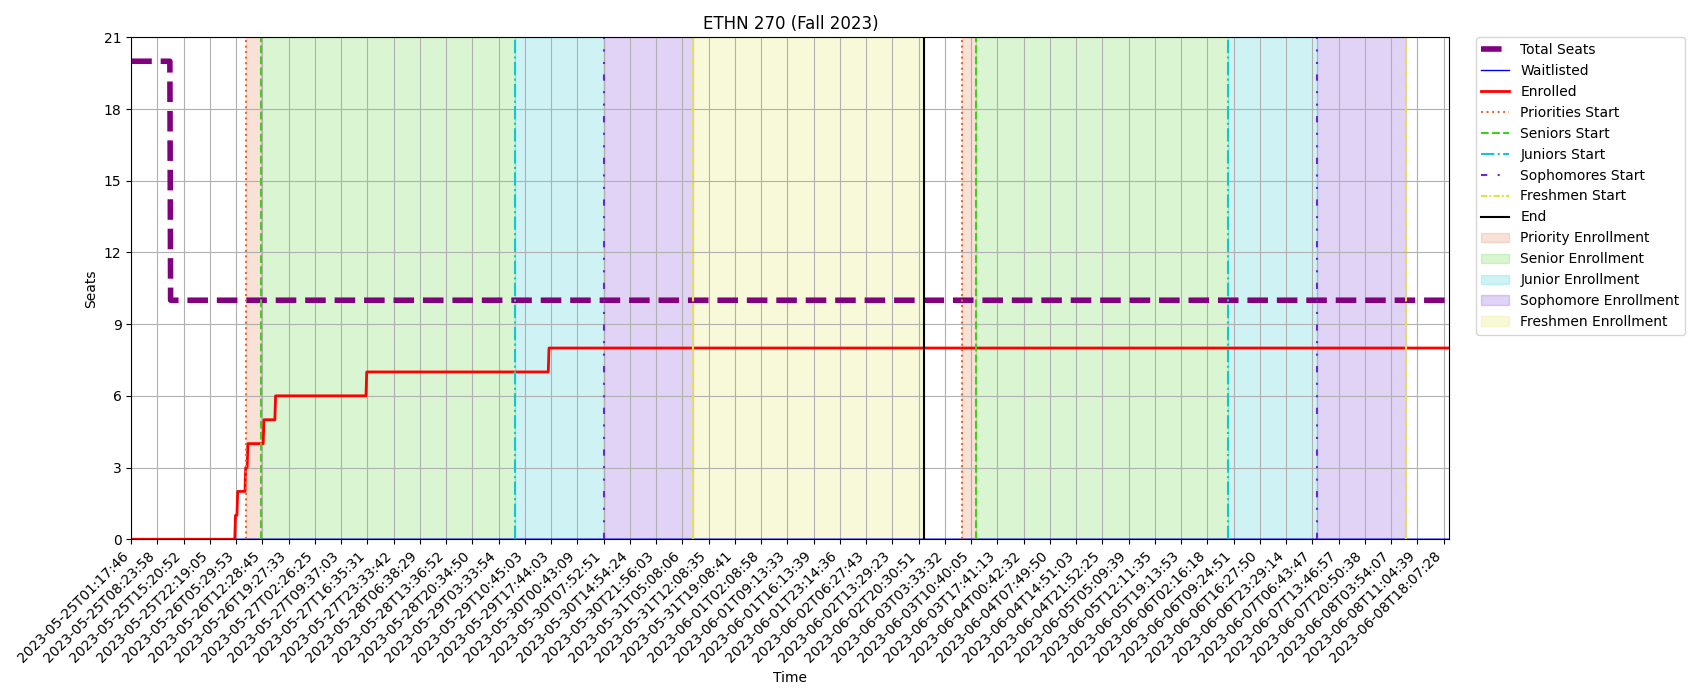 ETHN 270 (Fall 2023)
21
18
15
12
9
6
3
0
Seats
2023-05-25T01:17:46
2023-05-25T08:23:58
2023-05-25T15:20:52
2023-05-25T22:19:05
2023-05-26T05:29:53
2023-05-26T12:28:45
2023-05-26T19:27:33
2023-05-27T02:26:25
2023-05-27T09:37:03
2023-05-27T16:35:31
2023-05-27T23:33:42
2023-05-28T06:38:29
2023-05-28T13:36:52
2023-05-28T20:34:50
2023-05-29T03:33:54
2023-05-29T10:45:03
2023-05-29T17:44:03
2023-05-30T00:43:09
2023-05-30T07:52:51
2023-05-30T14:54:24
2023-05-30T21:56:03
2023-05-31T05:08:06
2023-05-31T12:08:35
2023-05-31T19:08:41
2023-06-01T02:08:58
2023-06-01T09:13:33
2023-06-01T16:13:39
2023-06-01T23:14:36
2023-06-02T06:27:43
2023-06-02T13:29:23
2023-06-02T20:30:51
2023-06-03T03:33:32
2023-06-03T10:40:05
2023-06-03T17:41:13
2023-06-04T00:42:32
2023-06-04T07:49:50
2023-06-04T14:51:03
2023-06-04T21:52:25
2023-06-05T05:09:39
2023-06-05T12:11:35
2023-06-05T19:13:53
2023-06-06T02:16:18
2023-06-06T09:24:51
2023-06-06T16:27:50
2023-06-06T23:29:14
2023-06-07T06:43:47
2023-06-07T13:46:57
2023-06-07T20:50:38
2023-06-08T03:54:07
2023-06-08T11:04:39
2023-06-08T18:07:28
Time
Total Seats
Waitlisted
Enrolled
Priorities Start
Seniors Start
Juniors Start
Sophomores Start
Freshmen Start
End
Priority Enrollment
Senior Enrollment
Junior Enrollment
Sophomore Enrollment
Freshmen Enrollment